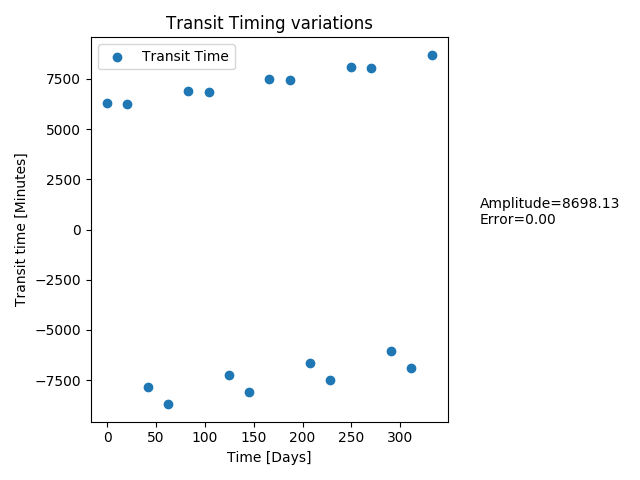 Transit Timing variations
Transit Time
7500
5000
2500
0
−2500
−5000
−7500
Transit time [Minutes]
Amplitude=8698.13
Error=0.00
0 50 100 150 200 250 300
Time [Days]